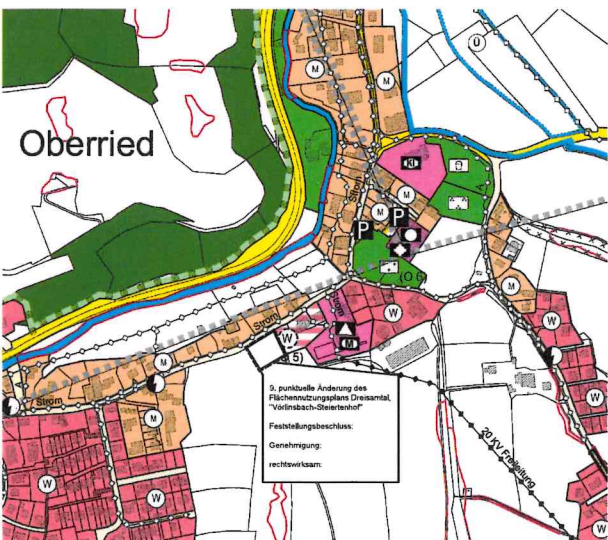 Ü
M
M
Oberried
KI
Strom
M
M
P
P
(O 6)
M
Strom
W
Strom
W
M
5)
M
W
9. punktuelle Änderung des
Flächennutzungsplans Dreisamtal,
"Vörlinsbach-Steiertenhof"
Feststellungsbeschluss:
Genehmigung:
rechtswirksam:
Strom
M
W
20 KV Freileitung
W
W
W